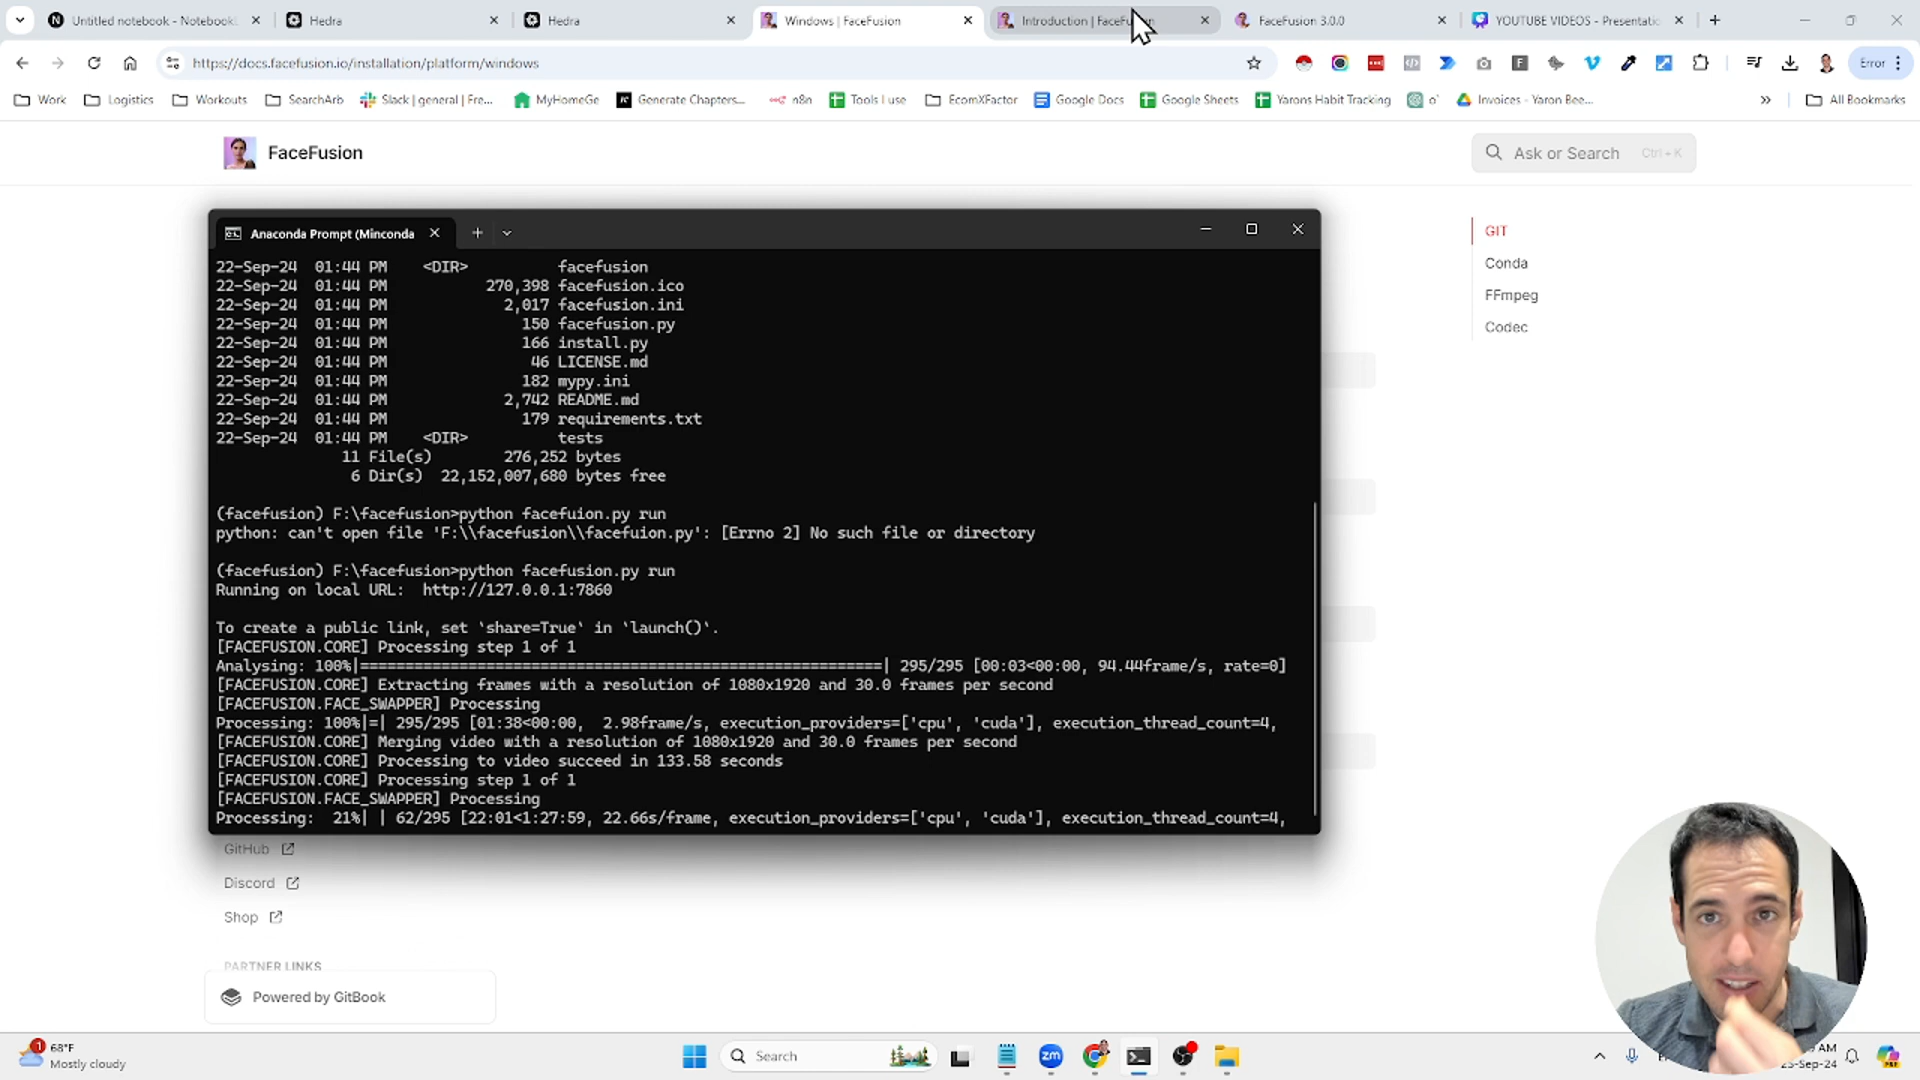 Untitled notebook - Notebook
Hedra
Hedra
Windows | FaceFusion
Introduction | FaceFusion
FaceFusion 3.0.0
YOUTUBE VIDEOS - Presentatio
https://docs.facefusion.io/installation/platform/windows
Error
Work
Logistics
Workouts
SearchArb
Slack | general | Fre...
MyHomeGe
Generate Chapters...
n8n
Tools I use
EcomXFactor
Google Docs
Google Sheets
Yarons Habit Tracking
o'
Invoices - Yaron Bee...
»
All Bookmarks
FaceFusion
Ask or Search
Ctrl + K
GIT
Conda
FFmpeg
Codec
Anaconda Prompt (Minconda
22-Sep-24 01:44 PM <DIR> facefusion
22-Sep-24 01:44 PM 270,398 facefusion.ico
22-Sep-24 01:44 PM 2,017 facefusion.ini
22-Sep-24 01:44 PM 150 facefusion.py
22-Sep-24 01:44 PM 166 install.py
22-Sep-24 01:44 PM 46 LICENSE.md
22-Sep-24 01:44 PM 182 mypy.ini
22-Sep-24 01:44 PM 2,742 README.md
22-Sep-24 01:44 PM 179 requirements.txt
22-Sep-24 01:44 PM <DIR> tests
11 File(s) 276,252 bytes
6 Dir(s) 22,152,007,680 bytes free
(facefusion) F:\facefusion>python facefuion.py run
python: can't open file 'F:\\facefusion\\facefuion.py': [Errno 2] No such file or directory
(facefusion) F:\facefusion>python facefusion.py run
Running on local URL: http://127.0.0.1:7860
To create a public link, set `share=True` in `launch()`.
[FACEFUSION.CORE] Processing step 1 of 1
Analysing: 100%|=====================================================| 295/295 [00:03<00:00, 94.44frame/s, rate=0]
[FACEFUSION.CORE] Extracting frames with a resolution of 1080x1920 and 30.0 frames per second
[FACEFUSION.FACE_SWAPPER] Processing
Processing: 100%|=| 295/295 [01:38<00:00, 2.98frame/s, execution_providers=['cpu', 'cuda'], execution_thread_count=4,
[FACEFUSION.CORE] Merging video with a resolution of 1080x1920 and 30.0 frames per second
[FACEFUSION.CORE] Processing to video succeed in 133.58 seconds
[FACEFUSION.CORE] Processing step 1 of 1
[FACEFUSION.FACE_SWAPPER] Processing
Processing: 21%| | 62/295 [22:01<1:27:59, 22.66s/frame, execution_providers=['cpu', 'cuda'], execution_thread_count=4,
GitHub
Discord
Shop
PARTNER LINKS
Powered by GitBook
1
68°F
Mostly cloudy
Search
zm
AM
-Sep-24